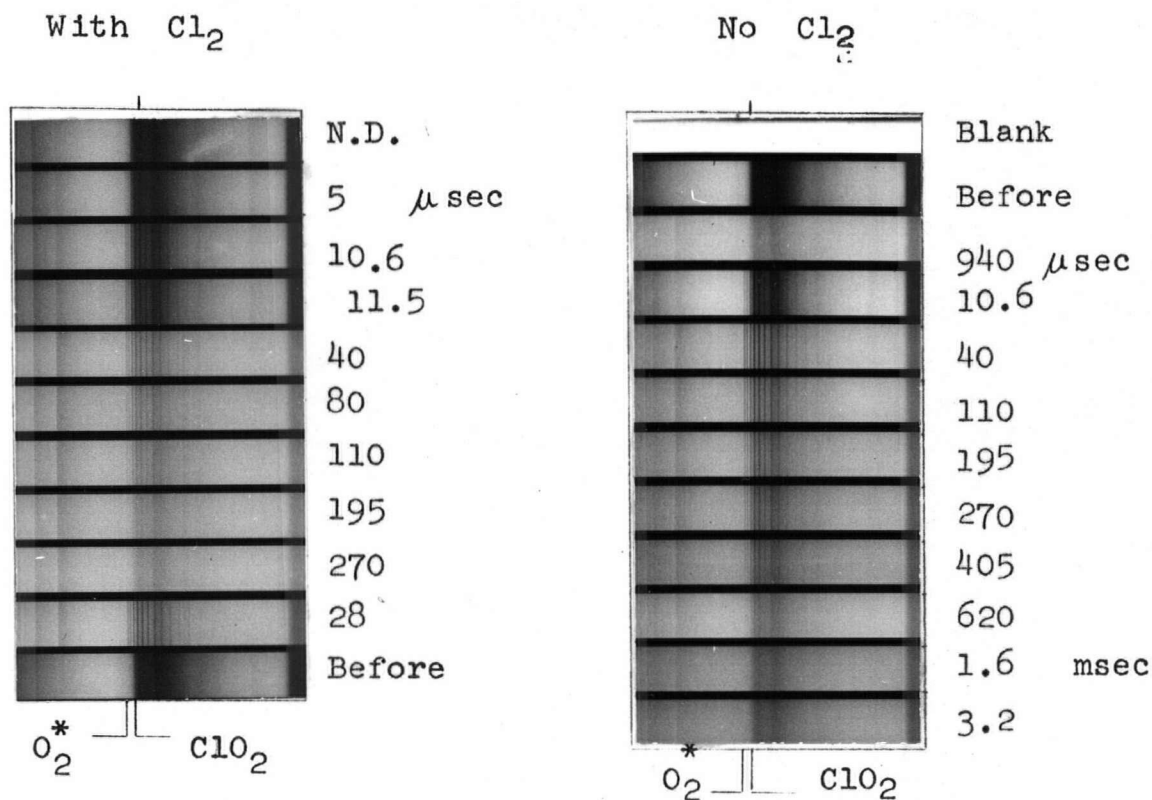 With Cl2
N.D.
5 μsec
10.6
11.5
40
80
110
195
270
28
Before
O2* ClO2
No Cl2
Blank
Before
940 μsec
10.6
40
110
195
270
405
620
1.6 msec
3.2
O2* ClO2